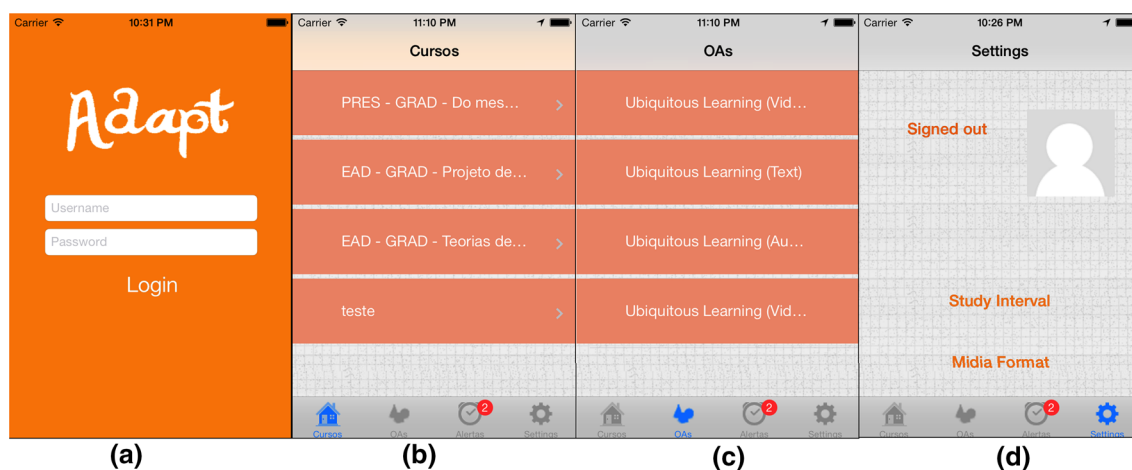 Carrier 10:31 PM
Adapt
Username
Password
Login
(a)
Carrier 11:10 PM
Cursos
PRES - GRAD - Do mes...
EAD - GRAD - Projeto de...
EAD - GRAD - Teorias de...
teste
2
Cursos OAs Alertas Settings
(b)
Carrier 11:10 PM
OAs
Ubiquitous Learning (Vid...
Ubiquitous Learning (Text)
Ubiquitous Learning (Au...
Ubiquitous Learning (Vid...
2
Cursos OAs Alertas Settings
(c)
Carrier 10:26 PM
Settings
Signed out
Study Interval
Midia Format
2
Cursos OAs Alertas Settings
(d)